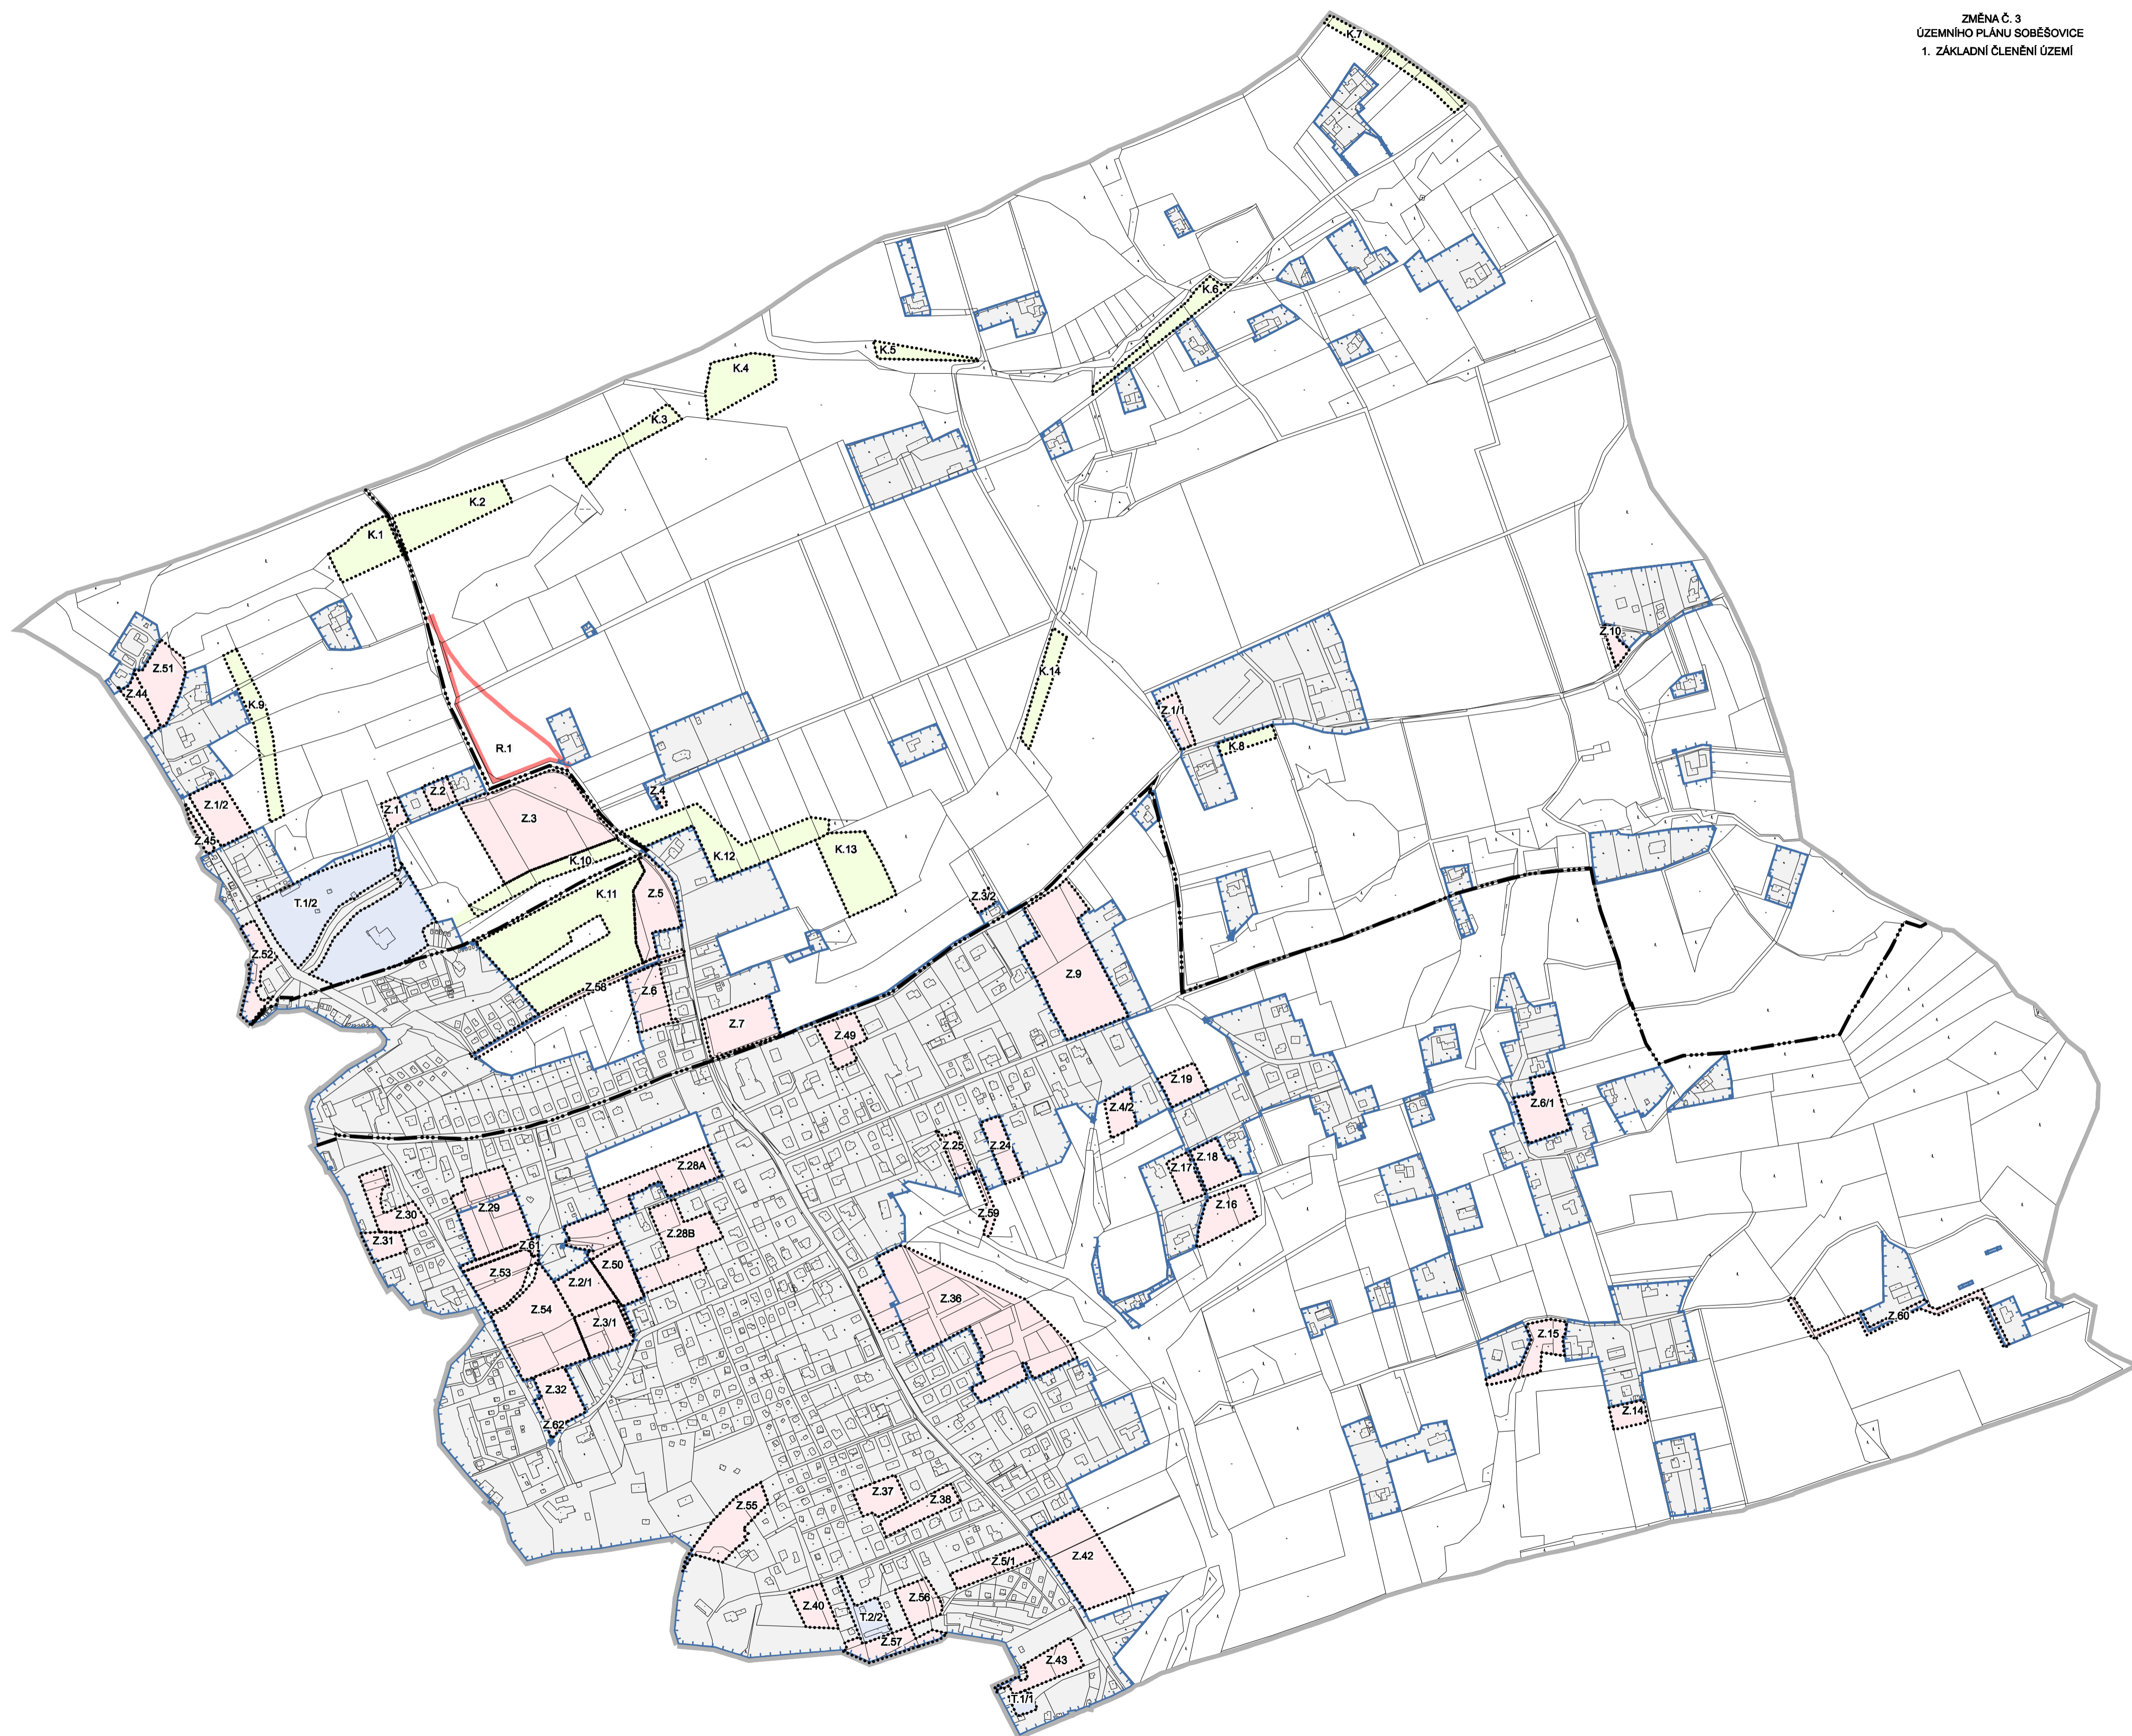 ZMĚNA Č. 3
ÚZEMNÍHO PLÁNU SOBĚŠOVICE
1. ZÁKLADNÍ ČLENĚNÍ ÚZEMÍ
K.7
K.6
K.5
K.4
K.3
K.2
K.1
Z.10
Z.51
K.14
Z.44
K.9
Z.1/1
R.1
K.8
Z.2
Z.4
Z.1/2
Z.1
Z.3
Z.45
K.10
K.12
K.13
K.11
Z.5
Z.3/2
T.1/2
Z.52
Z.9
Z.58
Z.6
Z.7
Z.49
Z.19
Z.4/2
Z.6/1
Z.25
Z.24
Z.18
Z.17
Z.28A
Z.16
Z.29
Z.30
Z.59
Z.28B
Z.31
Z.61
Z.50
Z.53
Z.2/1
Z.36
Z.54
Z.60
Z.3/1
Z.15
Z.32
Z.14
Z.62
Z.37
Z.38
Z.55
Z.42
Z.5/1
Z.56
Z.40
T.2/2
Z.57
Z.43
T.1/1